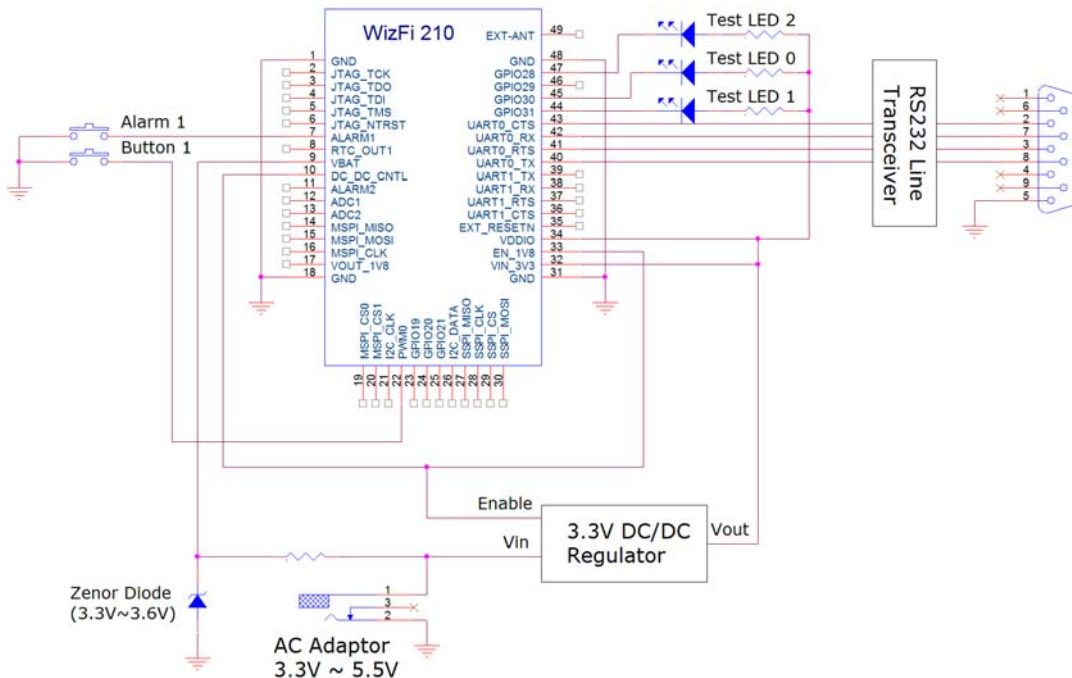 WizFi 210
EXT-ANT 49
1 GND
2 JTAG_TCK
3 JTAG_TDO
4 JTAG_TDI
5 JTAG_TMS
6 JTAG_NTRST
7 ALARM1
8 RTC_OUT1
9 VBAT
10 DC_DC_CNTL
11 ALARM2
12 ADC1
13 ADC2
14 MSPI_MISO
15 MSPI_MOSI
16 MSPI_CLK
17 VOUT_1V8
18 GND
GND 48
GPIO28 47
GPIO29 46
GPIO30 45
GPIO31 44
UART0_CTS 43
UART0_RX 42
UART0_RTS 41
UART0_TX 40
UART1_TX 39
UART1_RX 38
UART1_RTS 37
UART1_CTS 36
EXT_RESETN 35
VDDIO 34
EN_1V8 33
VIN_3V3 32
GND 31
MSPI_CS0 19
MSPI_CS1 20
I2C_CLK 21
PWM0 22
GPIO19 23
GPIO20 24
GPIO21 25
I2C_DATA 26
SSPI_MISO 27
SSPI_CLK 28
SSPI_CS 29
SSPI_MOSI 30
Test LED 2
Test LED 0
Test LED 1
RS232 Line
Transceiver
1
6
2
7
3
8
4
9
5
Alarm 1
Button 1
Enable
Vin
3.3V DC/DC
Regulator
Vout
Zenor Diode
(3.3V~3.6V)
1
3
2
AC Adaptor
3.3V ~ 5.5V